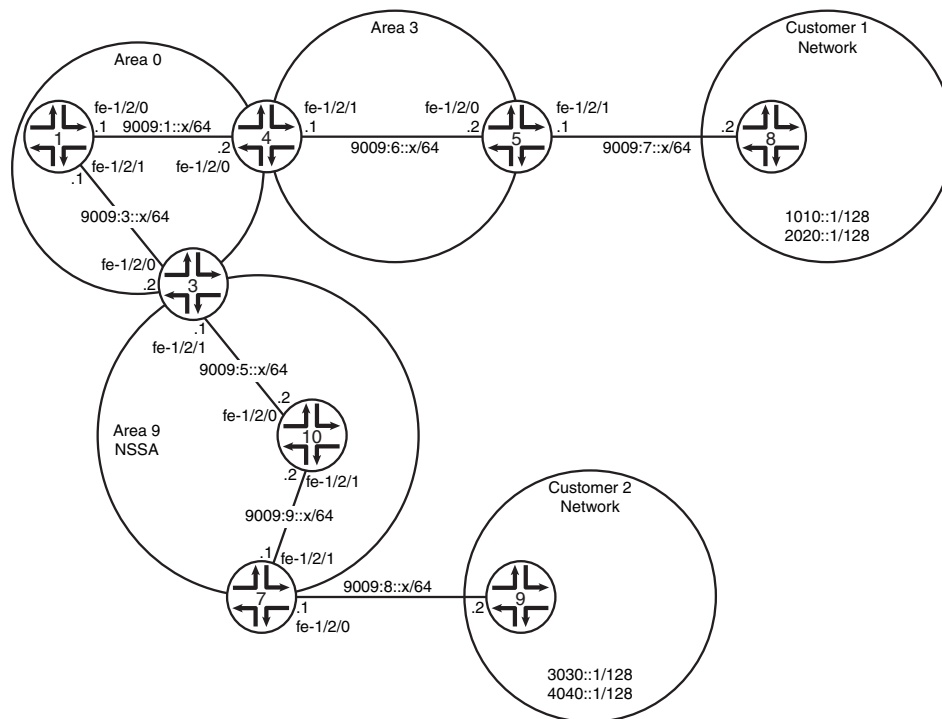 Area 0
Area 3
Customer 1
Network
fe-1/2/0
fe-1/2/1
fe-1/2/0
fe-1/2/1
1
.1
9009:1::x/64
.2
4
.1
9009:6::x/64
.2
5
.1
9009:7::x/64
.2
8
fe-1/2/1
fe-1/2/0
.1
9009:3::x/64
1010::1/128
2020::1/128
fe-1/2/0
.2
3
.1
fe-1/2/1
9009:5::x/64
.2
fe-1/2/0
10
Area 9
NSSA
.2
fe-1/2/1
9009:9::x/64
Customer 2
Network
.1
fe-1/2/1
7
.1
9009:8::x/64
.2
9
fe-1/2/0
3030::1/128
4040::1/128